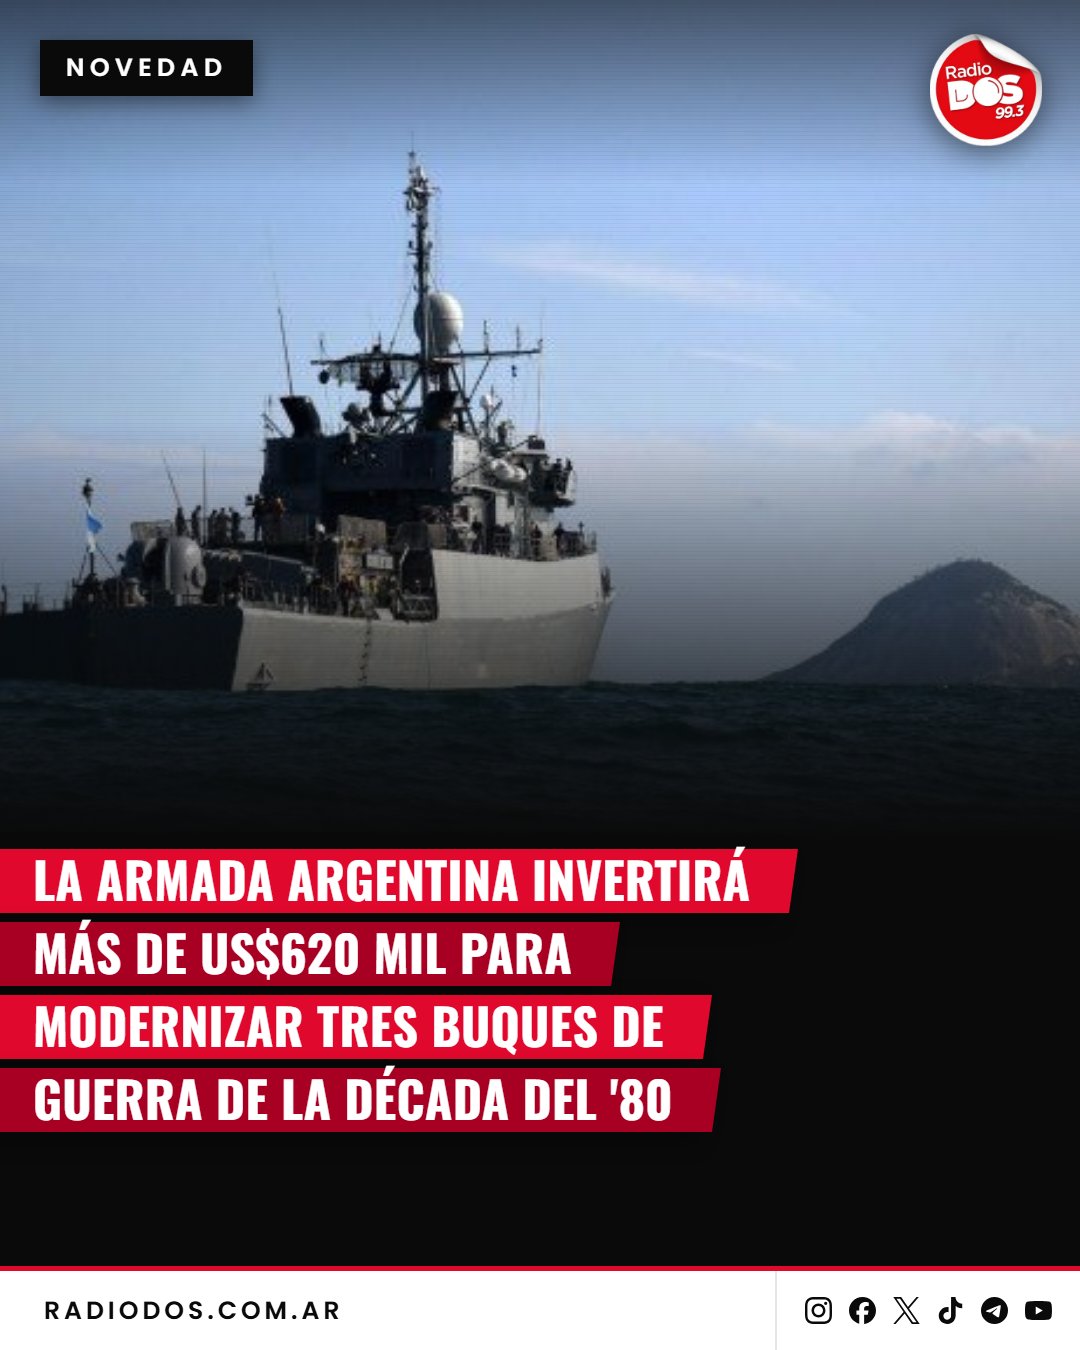 NOVEDAD
Radio
DOS
99.3
LA ARMADA ARGENTINA INVERTIRÁ
MÁS DE US$620 MIL PARA
MODERNIZAR TRES BUQUES DE
GUERRA DE LA DÉCADA DEL '80
RADIODOS.COM.AR